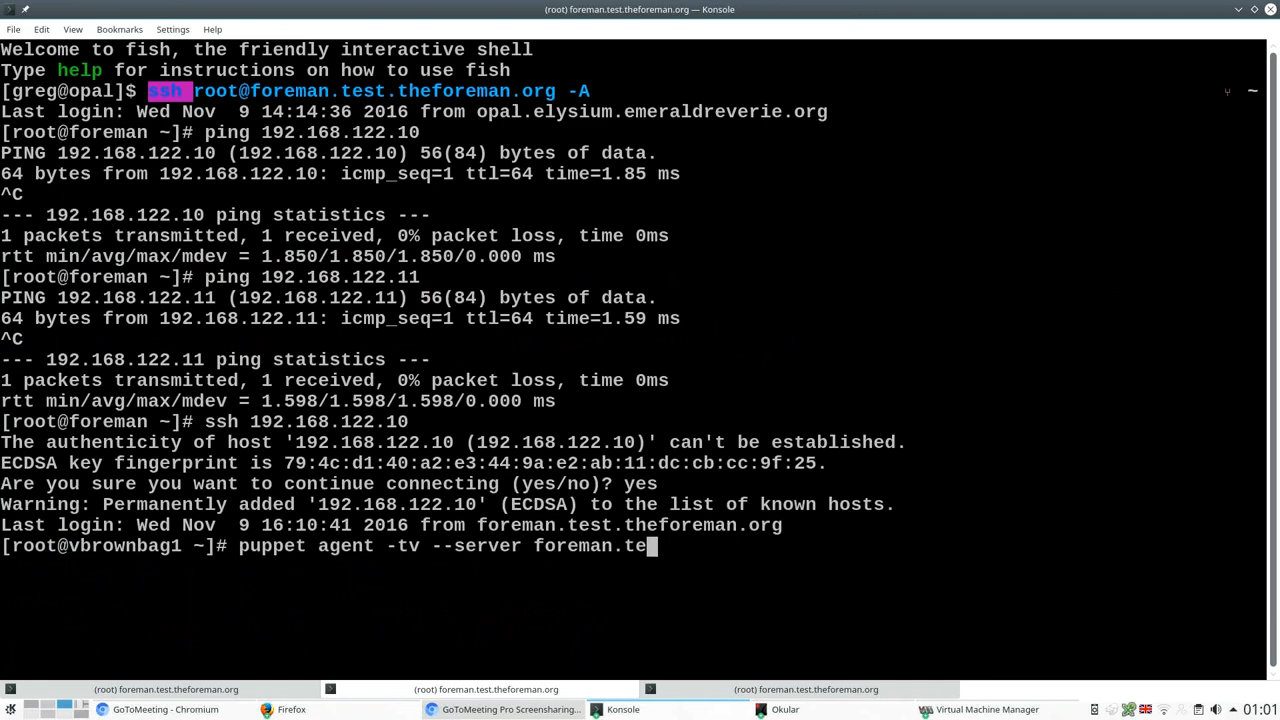 (root) foreman.test.theforeman.org — Konsole
File Edit View Bookmarks Settings Help
Welcome to fish, the friendly interactive shell
Type help for instructions on how to use fish
[greg@opal]$ ssh root@foreman.test.theforeman.org -A ~
Last login: Wed Nov  9 14:14:36 2016 from opal.elysium.emeraldreverie.org
[root@foreman ~]# ping 192.168.122.10
PING 192.168.122.10 (192.168.122.10) 56(84) bytes of data.
64 bytes from 192.168.122.10: icmp_seq=1 ttl=64 time=1.85 ms
^C
--- 192.168.122.10 ping statistics ---
1 packets transmitted, 1 received, 0% packet loss, time 0ms
rtt min/avg/max/mdev = 1.850/1.850/1.850/0.000 ms
[root@foreman ~]# ping 192.168.122.11
PING 192.168.122.11 (192.168.122.11) 56(84) bytes of data.
64 bytes from 192.168.122.11: icmp_seq=1 ttl=64 time=1.59 ms
^C
--- 192.168.122.11 ping statistics ---
1 packets transmitted, 1 received, 0% packet loss, time 0ms
rtt min/avg/max/mdev = 1.598/1.598/1.598/0.000 ms
[root@foreman ~]# ssh 192.168.122.10
The authenticity of host '192.168.122.10 (192.168.122.10)' can't be established.
ECDSA key fingerprint is 79:4c:d1:40:a2:e3:44:9a:e2:ab:11:dc:cb:cc:9f:25.
Are you sure you want to continue connecting (yes/no)? yes
Warning: Permanently added '192.168.122.10' (ECDSA) to the list of known hosts.
Last login: Wed Nov  9 16:10:41 2016 from foreman.test.theforeman.org
[root@vbrownbag1 ~]# puppet agent -tv --server foreman.te
(root) foreman.test.theforeman.org (root) foreman.test.theforeman.org (root) foreman.test.theforeman.org
GoToMeeting - Chromium Firefox GoToMeeting Pro Screensharing... Konsole Okular Virtual Machine Manager 01:01